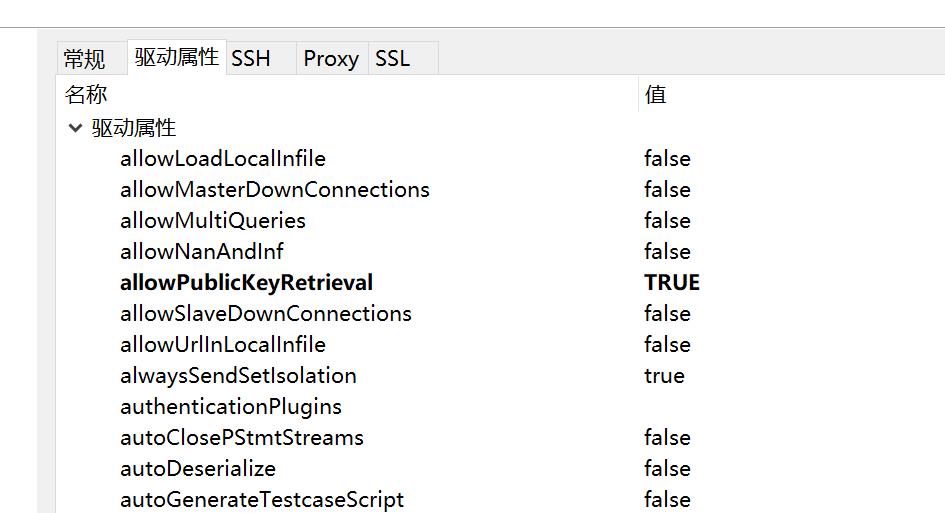 常规 驱动属性 SSH Proxy SSL
名称 值
驱动属性
allowLoadLocalInfile false
allowMasterDownConnections false
allowMultiQueries false
allowNanAndInf false
allowPublicKeyRetrieval TRUE
allowSlaveDownConnections false
allowUrlInLocalInfile false
alwaysSendSetIsolation true
authenticationPlugins
autoClosePStmtStreams false
autoDeserialize false
autoGenerateTestcaseScript false